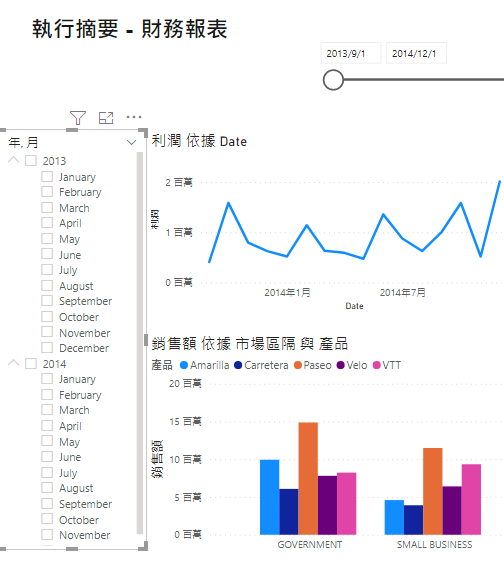 執行摘要 - 財務報表
2013/9/1 2014/12/1
年, 月
2013
January
February
March
April
May
June
July
August
September
October
November
December
2014
January
February
March
April
May
June
July
August
September
October
November
利潤 依據 Date
利潤
2 百萬
1 百萬
0 百萬
2014年1月 2014年7月
Date
銷售額 依據 市場區隔 與 產品
產品 Amarilla Carretera Paseo Velo VTT
銷售額
20 百萬
15 百萬
10 百萬
5 百萬
0 百萬
GOVERNMENT SMALL BUSINESS